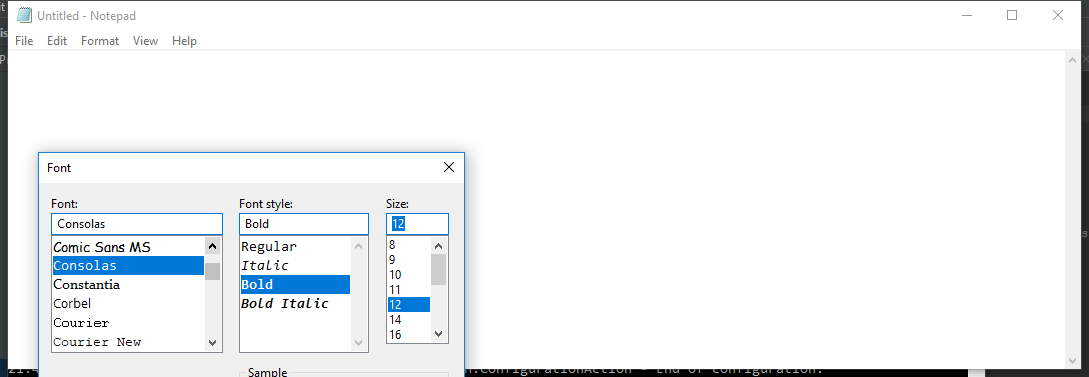 Untitled - Notepad
File Edit Format View Help
Font
Font: Font style: Size:
Consolas Bold 12
Comic Sans MS Regular 8
Consolas Italic 9
Constantia Bold 10
Corbel Bold Italic 11
Courier 12
Courier New 14
16
Sample
.ConfigurationAction - End of configuration.